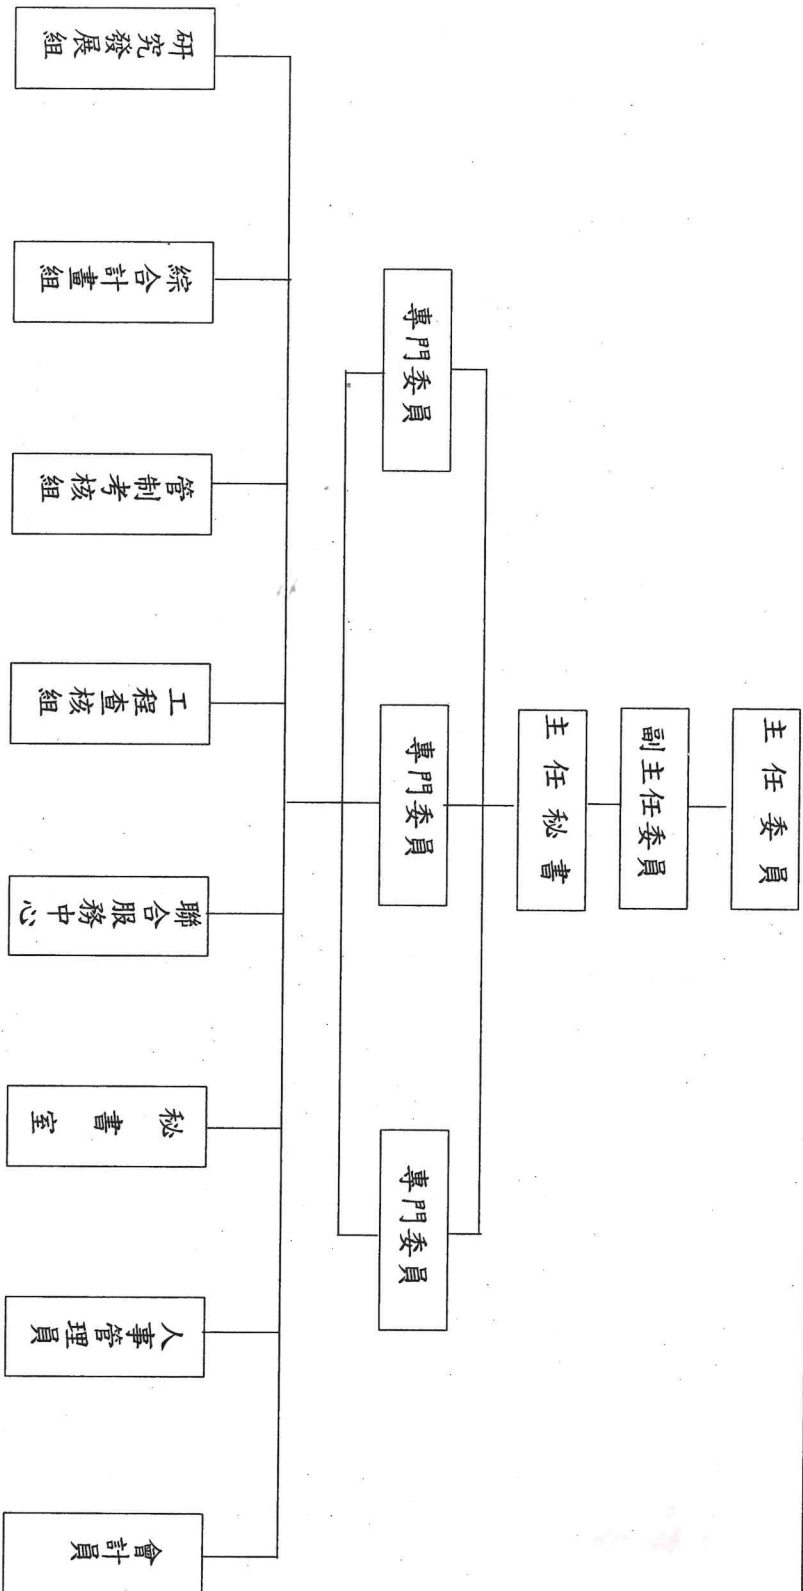 主任委員
副主任委員
主任秘書
專門委員
專門委員
專門委員
研究發展組
綜合計畫組
管制考核組
工程查核組
聯合服務中心
秘書室
人事管理員
會計員